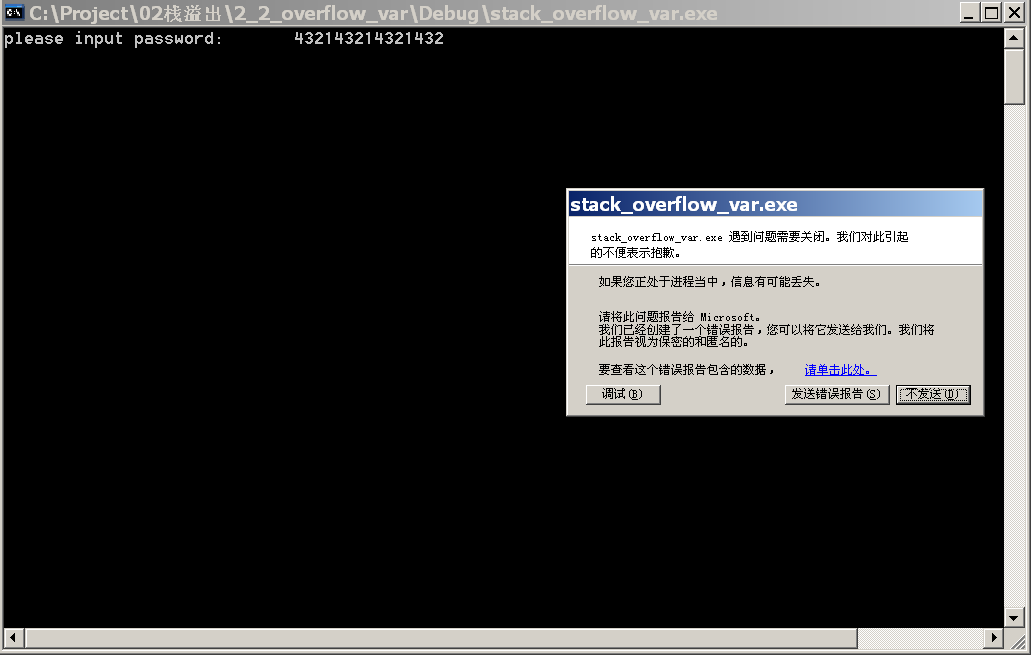 C:\Project\02栈溢出\2_2_overflow_var\Debug\stack_overflow_var.exe
please input password: 432143214321432
stack_overflow_var.exe
stack_overflow_var.exe 遇到问题需要关闭。我们对此引起
的不便表示抱歉。
如果您正处于进程当中，信息有可能丢失。
请将此问题报告给 Microsoft。
我们已经创建了一个错误报告，您可以将它发送给我们。我们将
此报告视为保密的和匿名的。
要查看这个错误报告包含的数据， 请单击此处。
调试(B) 发送错误报告(S) 不发送(D)